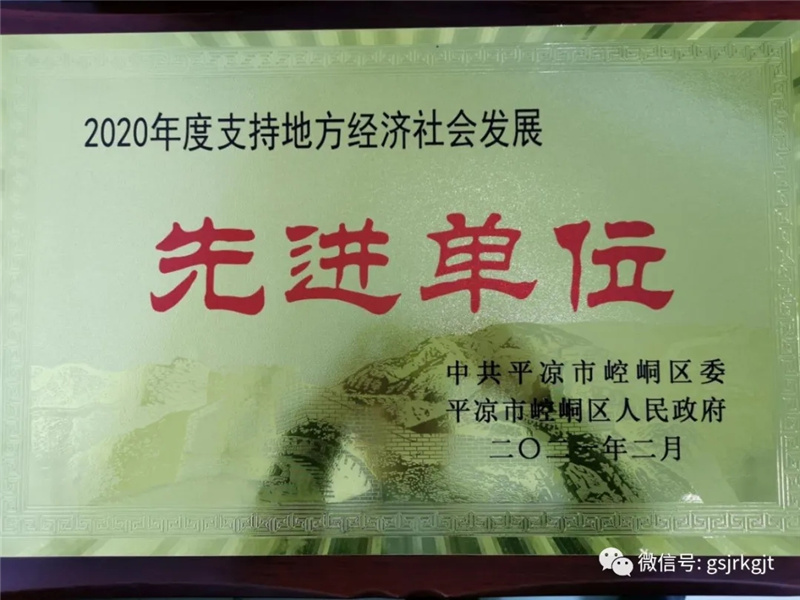 2020年度支持地方经济社会发展
先进单位
中共平凉市崆峒区委
平凉市崆峒区人民政府
二〇二一年二月
微信号: gsjrkgjt